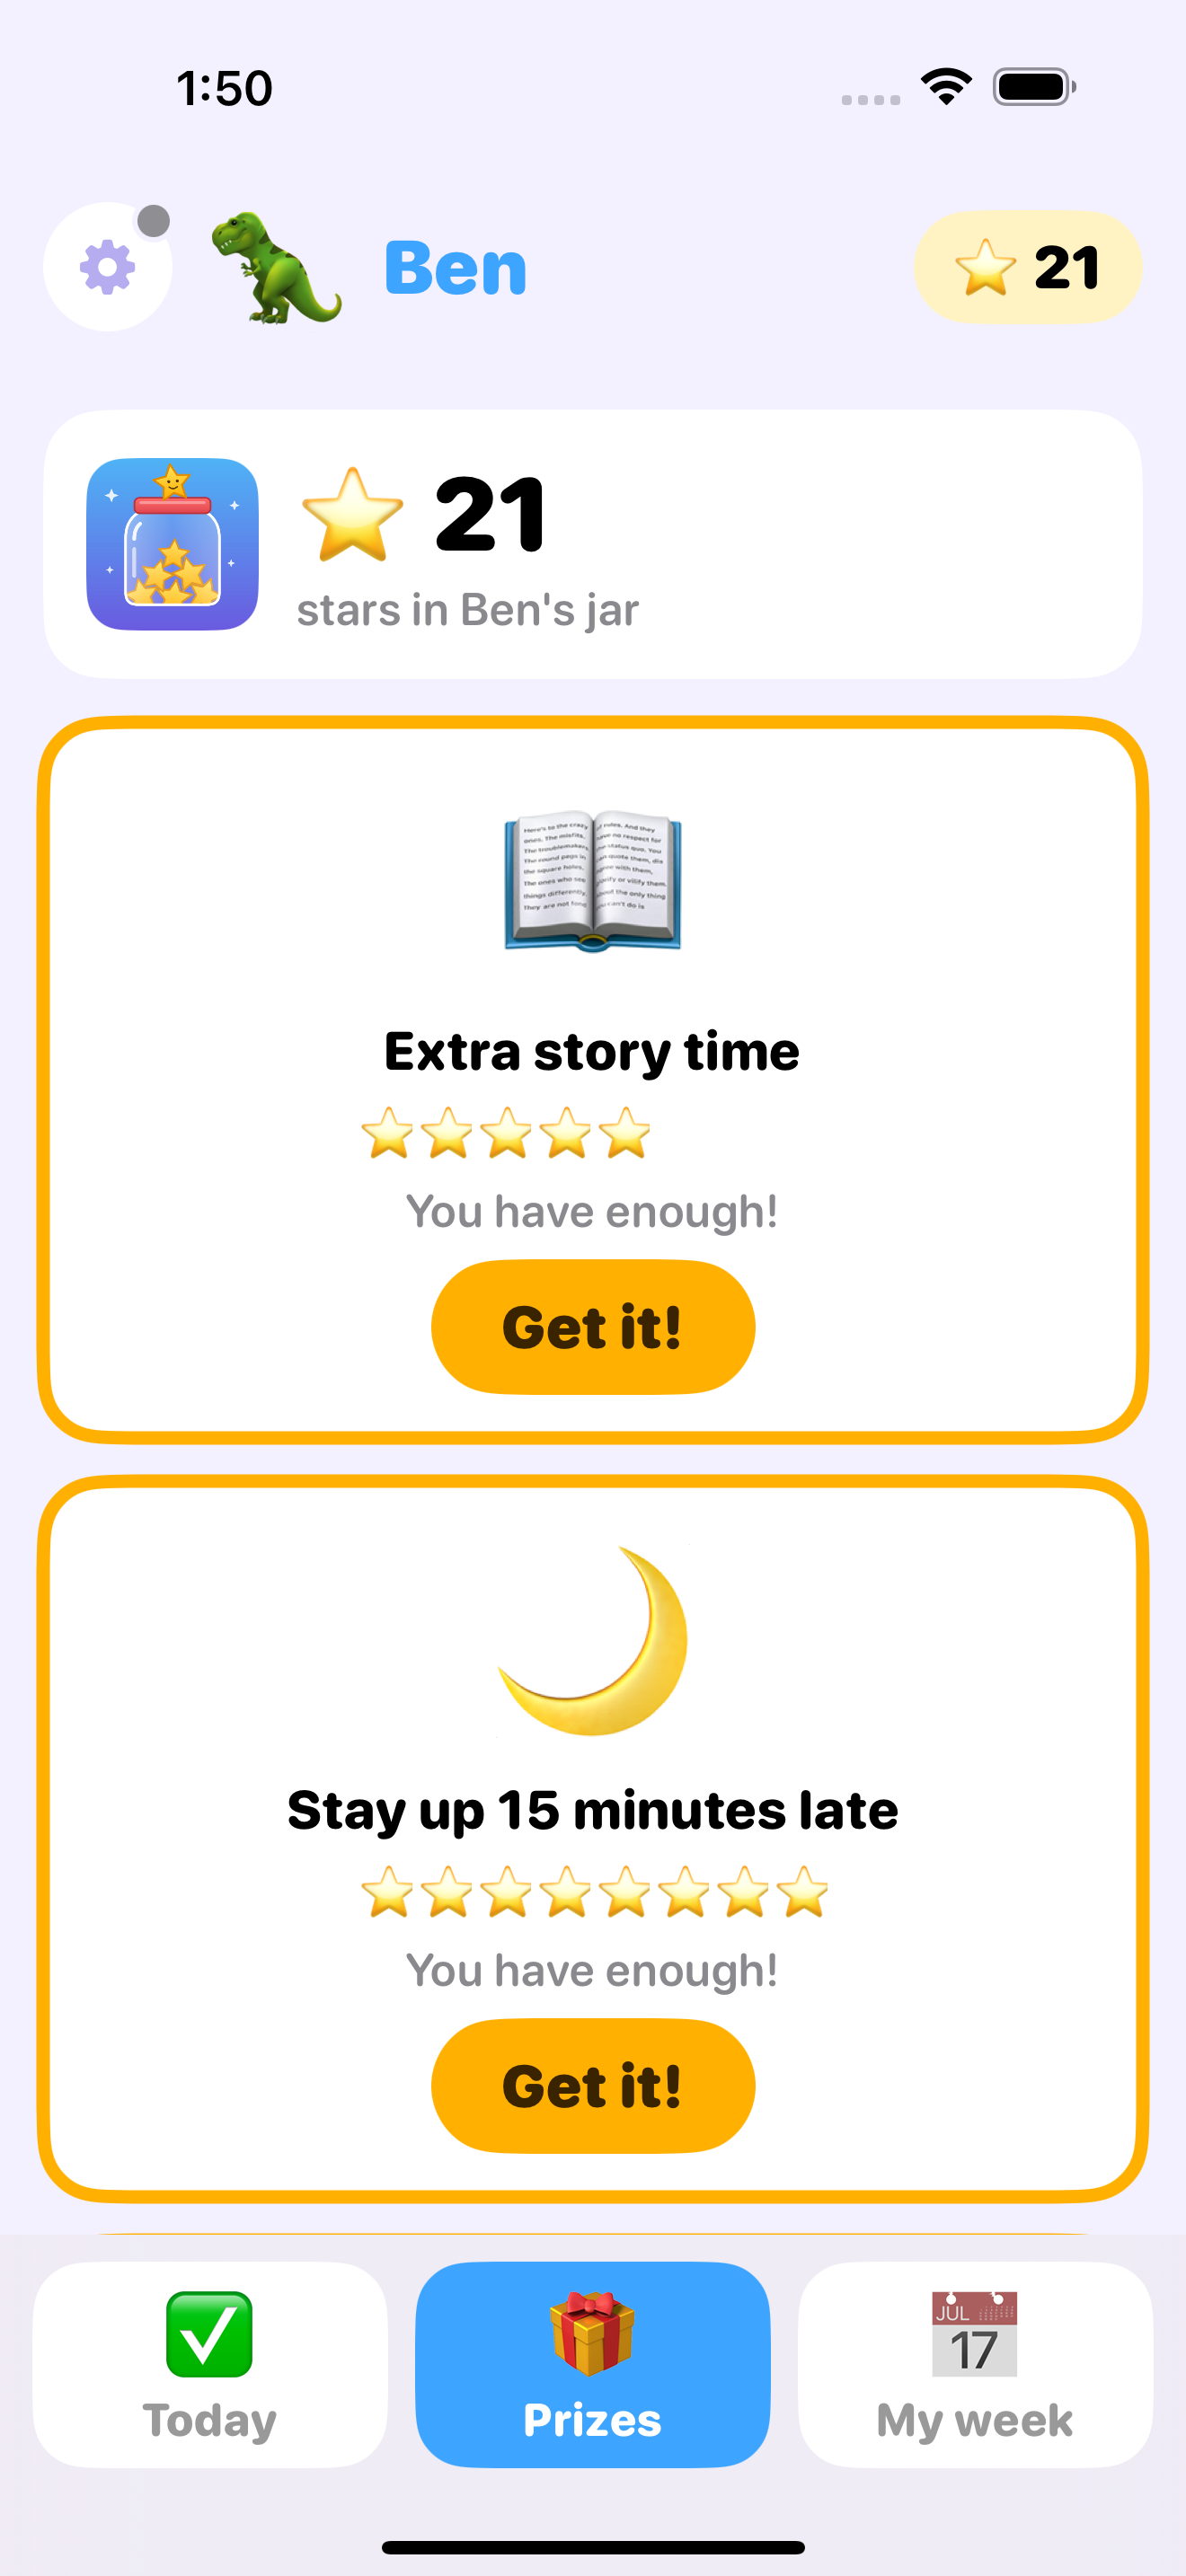 1:50
Ben
21
21
stars in Ben's jar
Extra story time
You have enough!
Get it!
Stay up 15 minutes late
You have enough!
Get it!
JUL
17
Today
Prizes
My week